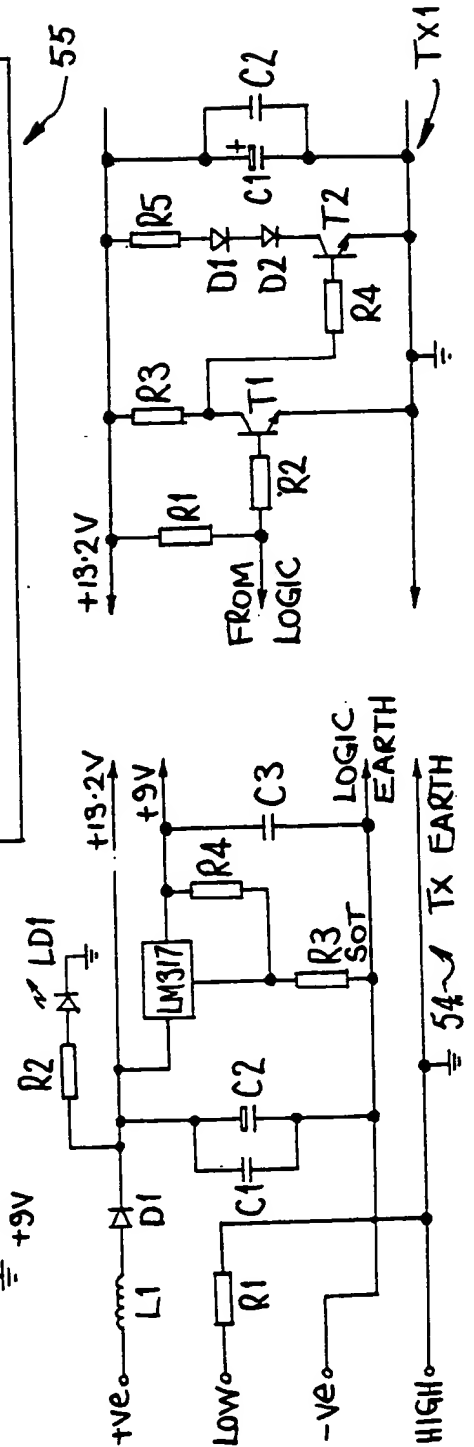 +9V
R2
LD1
+ve
L1
D1
+13·2V
LM317
+9V
LOW
R1
C1
C2
R4
C3
-ve
R3
SOT
LOGIC
EARTH
HIGH
54
TX EARTH
55
+13·2V
R1
R3
R5
FROM
LOGIC
R2
T1
D1
D2
R4
T2
+
C1
C2
TX1